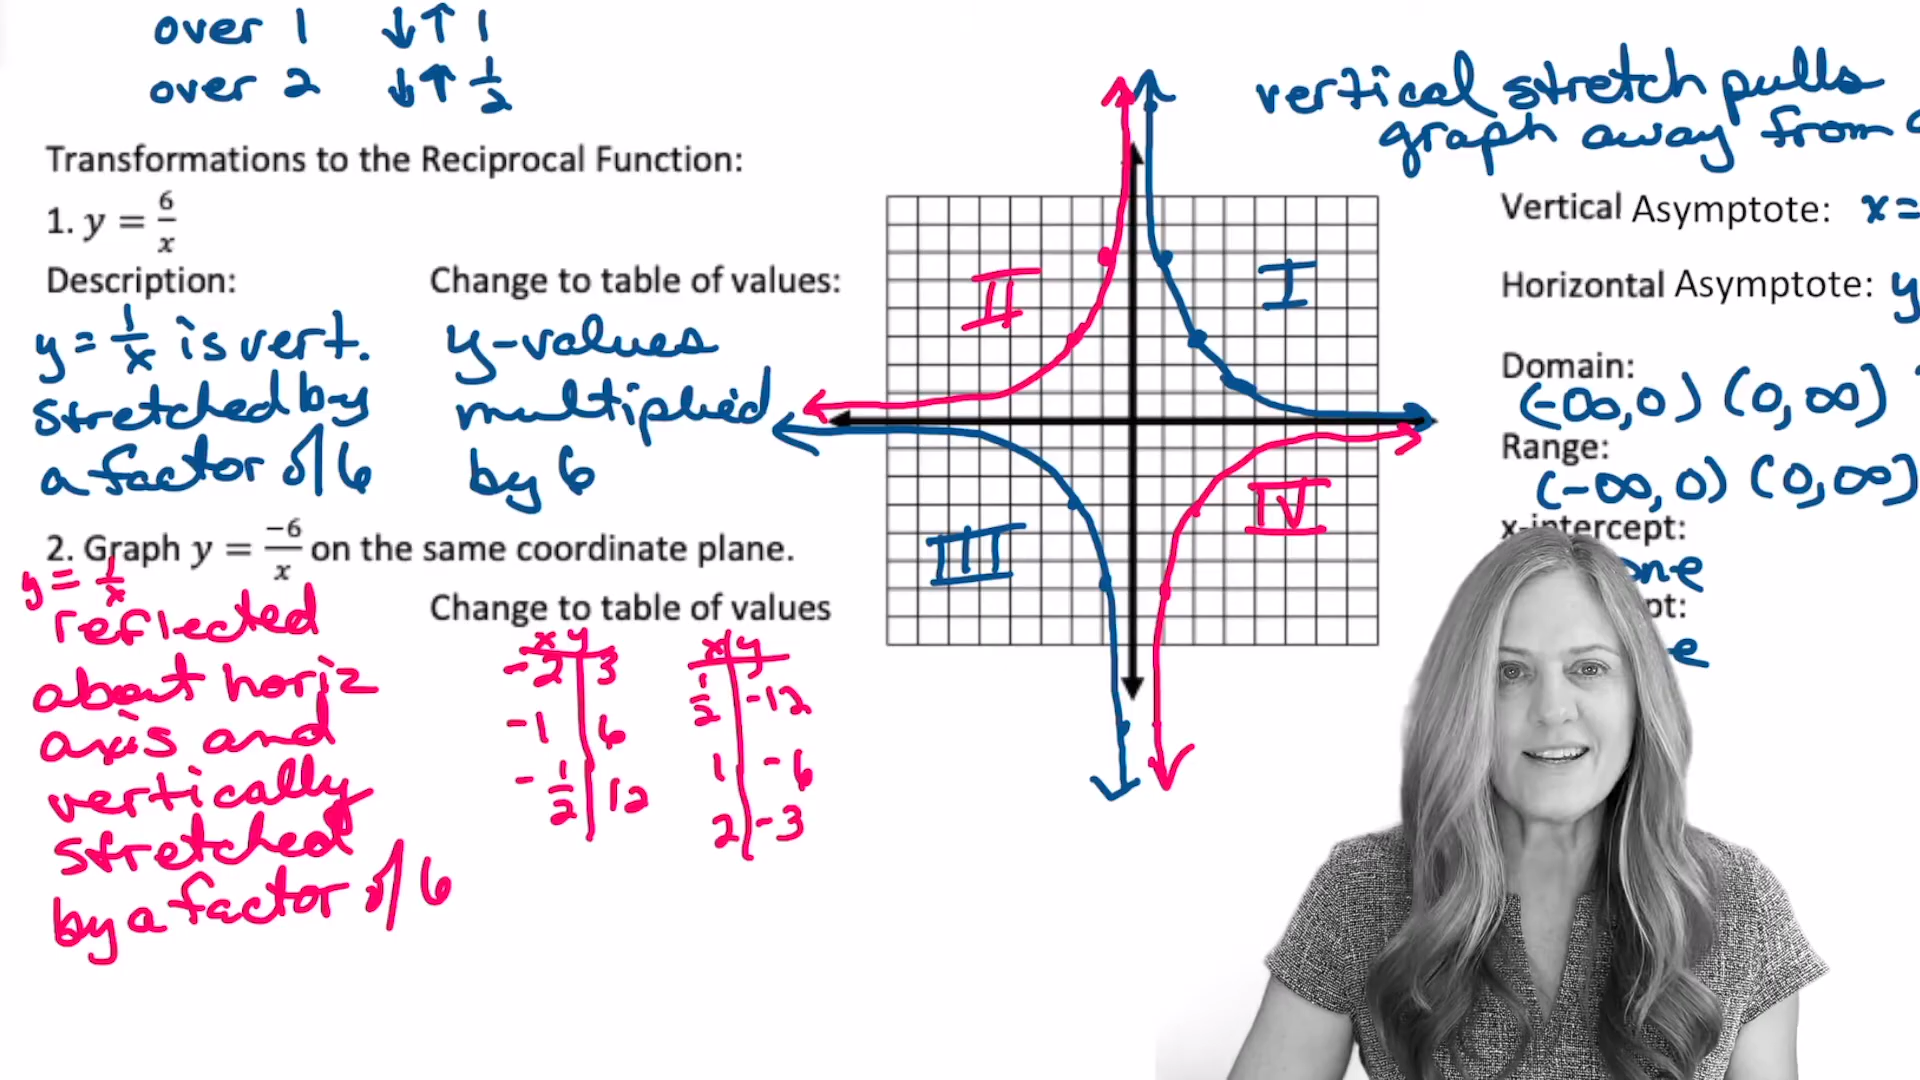 over 1 ↓↑ 1
over 2 ↓↑ 1/2
vertical stretch pulls
graph away from
Transformations to the Reciprocal Function:
1. y = 6/x
Description:
y = 1/x is vert.
stretched by
a factor of 6
Change to table of values:
y-values
multiplied
by 6
2. Graph y = -6/x on the same coordinate plane.
y = 1/x
reflected
about horiz
axis and
vertically
stretched
by a factor of 6
Change to table of values
x y
-2 3
-1 6
-1/2 12
x y
1/2 -12
1 -6
2 -3
II
I
III
IV
Vertical Asymptote: x=
Horizontal Asymptote: y
Domain:
(-∞,0) (0,∞)
Range:
(-∞,0) (0,∞)
x-intercept: